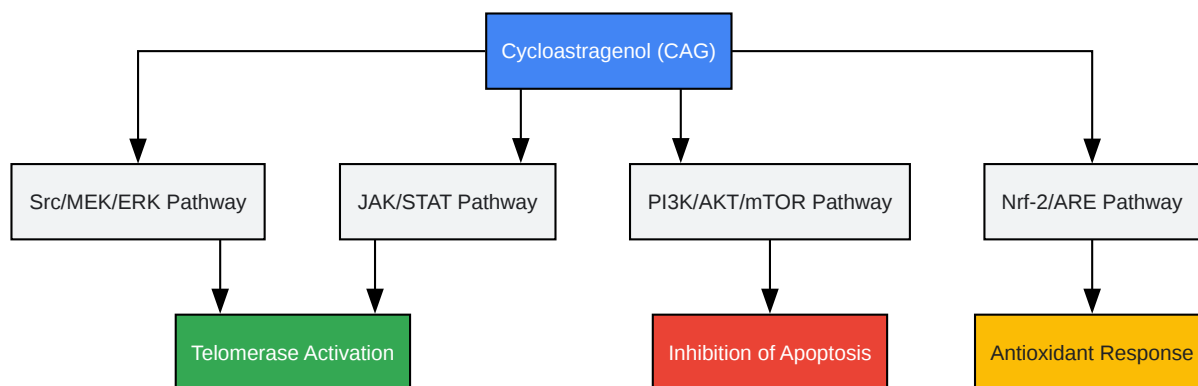 Cycloastragenol (CAG)
Src/MEK/ERK Pathway
JAK/STAT Pathway
PI3K/AKT/mTOR Pathway
Nrf-2/ARE Pathway
Telomerase Activation
Inhibition of Apoptosis
Antioxidant Response